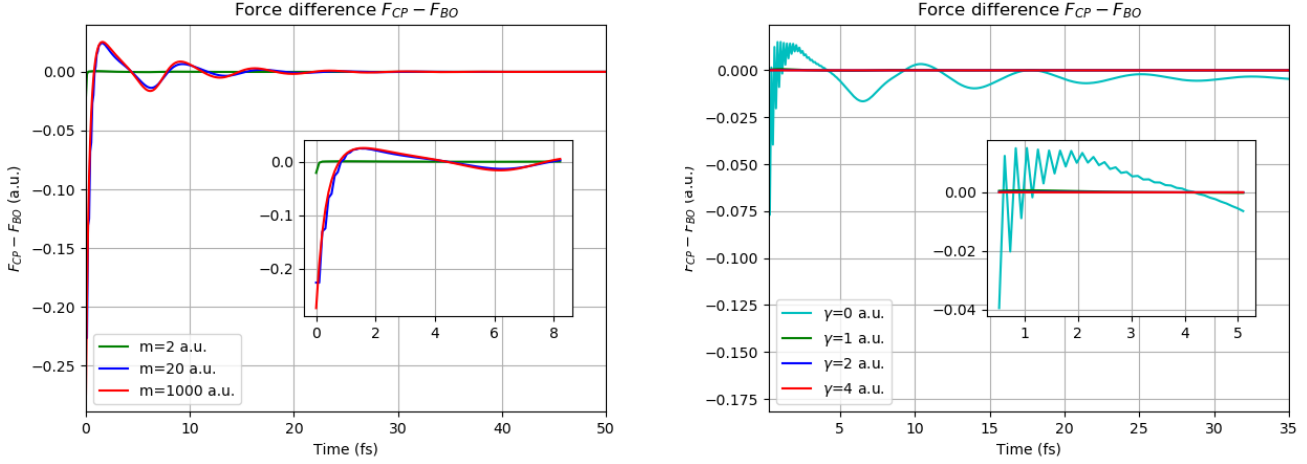 Force difference F_CP − F_BO
0.00
−0.05
−0.10
−0.15
−0.20
−0.25
F_CP − F_BO (a.u.)
0.0
−0.1
−0.2
0 2 4 6 8
m=2 a.u.
m=20 a.u.
m=1000 a.u.
0 10 20 30 40 50
Time (fs)
Force difference F_CP − F_BO
0.000
−0.025
−0.050
−0.075
−0.100
−0.125
−0.150
−0.175
F_CP − F_BO (a.u.)
0.00
−0.02
−0.04
1 2 3 4 5
γ=0 a.u.
γ=1 a.u.
γ=2 a.u.
γ=4 a.u.
5 10 15 20 25 30 35
Time (fs)